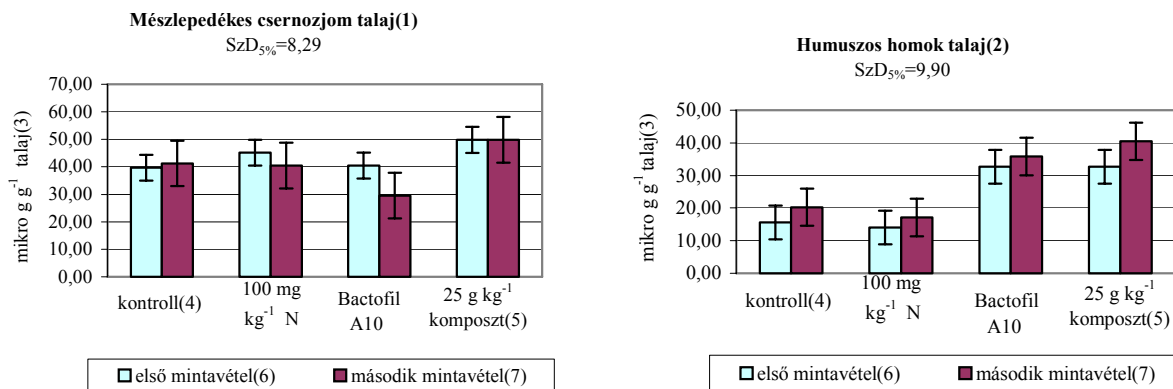 Mészlepedékes csernozjom talaj(1)
SzD5%=8,29
mikro g g-1 talaj(3)
70,00
60,00
50,00
40,00
30,00
20,00
10,00
0,00
kontroll(4)
100 mg kg-1 N
Bactofil A10
25 g kg-1 komposzt(5)
első mintavétel(6)
második mintavétel(7)
Humuszos homok talaj(2)
SzD5%=9,90
mikro g g-1 talaj(3)
50,00
40,00
30,00
20,00
10,00
0,00
kontroll(4)
100 mg kg-1 N
Bactofil A10
25 g kg-1 komposzt(5)
első mintavétel(6)
második mintavétel(7)